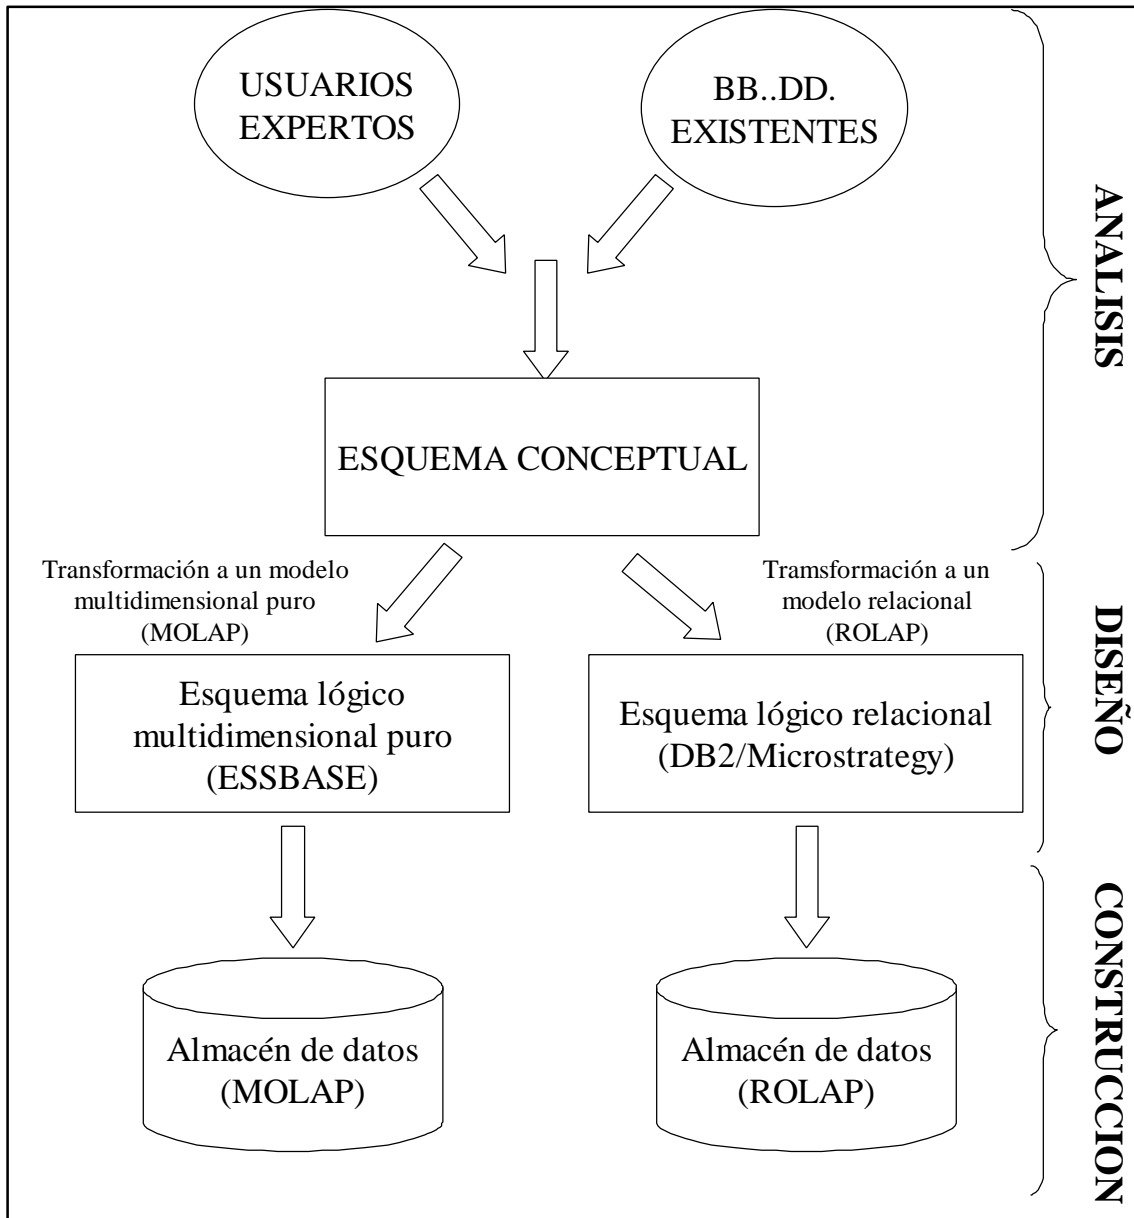 USUARIOS
EXPERTOS
BB..DD.
EXISTENTES
ANALISIS
ESQUEMA CONCEPTUAL
Transformación a un modelo
multidimensional puro
(MOLAP)
Tramsformación a un
modelo relacional
(ROLAP)
DISEÑO
Esquema lógico
multidimensional puro
(ESSBASE)
Esquema lógico relacional
(DB2/Microstrategy)
CONSTRUCCION
Almacén de datos
(MOLAP)
Almacén de datos
(ROLAP)